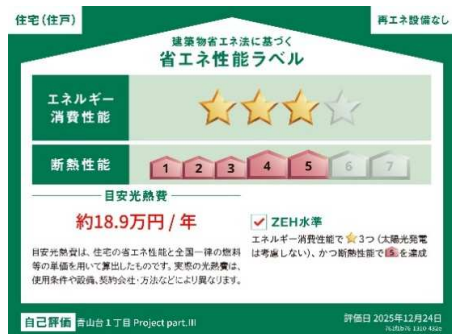 住宅(住戸)
再エネ設備なし
建築物省エネ法に基づく
省エネ性能ラベル
エネルギー
消費性能
断熱性能
1 2 3 4 5 6 7
目安光熱費
約18.9万円 / 年
目安光熱費は、住宅の省エネ性能と全国一律の燃料
等の単価を用いて算出したものです。実際の光熱費は、
使用条件や設備、契約会社・方法などにより異なります。
ZEH水準
エネルギー消費性能で★3つ(太陽光発電
は考慮しない)、かつ断熱性能で5を達成
自己評価 青山台1丁目 Project part.III
評価日 2025年12月24日